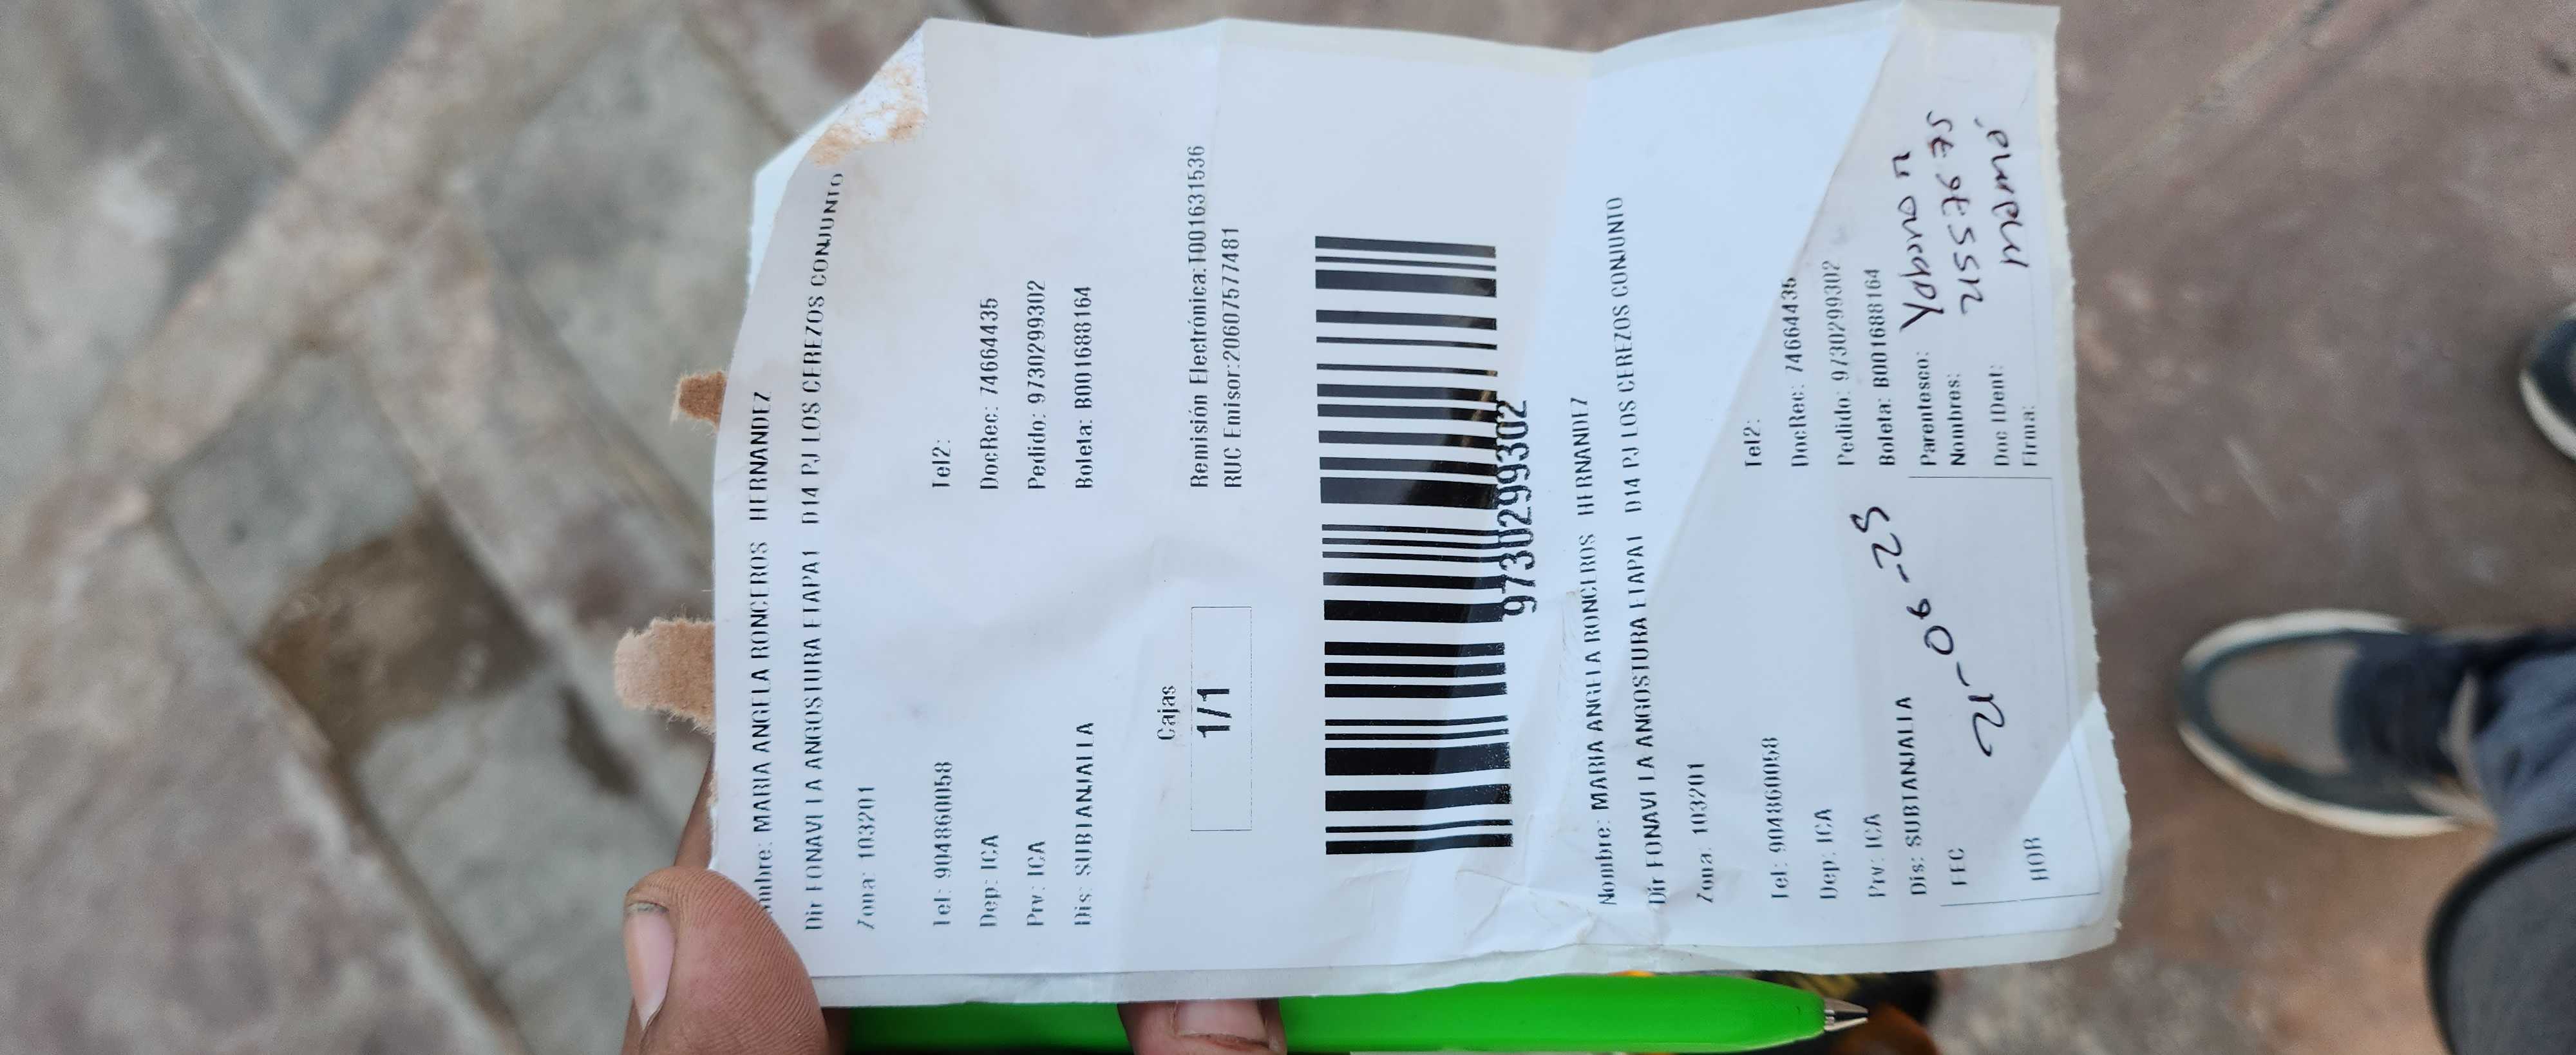 mbre: MARIA ANGELA RONCEROS HERNANDEZ
Dir FONAVI LA ANGOSTURA ETAPA1 D14 PJ LOS CEREZOS CONJUNTO
Zona: 103201
Tel: 904860058 Tel2:
Dep: ICA DocRec: 74664435
Prv: ICA Pedido: 9730299302
Dis: SUBTANJALLA Boleta: B001688164
Cajas
1/1
Remisión Electrónica:T001631536
RUC Emisor:20607577481
9730299302
Nombre: MARIA ANGELA RONCEROS HERNANDEZ
Dir FONAVI LA ANGOSTURA ETAPA1 D14 PJ LOS CEREZOS CONJUNTO
Zona: 103201
Tel: 904860058 Tel2:
Dep: ICA DocRec: 74664435
Prv: ICA Pedido: 9730299302
Dis: SUBTANJALLA Boleta: B001688164
FEC 21-06-25
HOR
Parentesco:
Nombres:
Doc IDent: 21557675
Firma: mamá